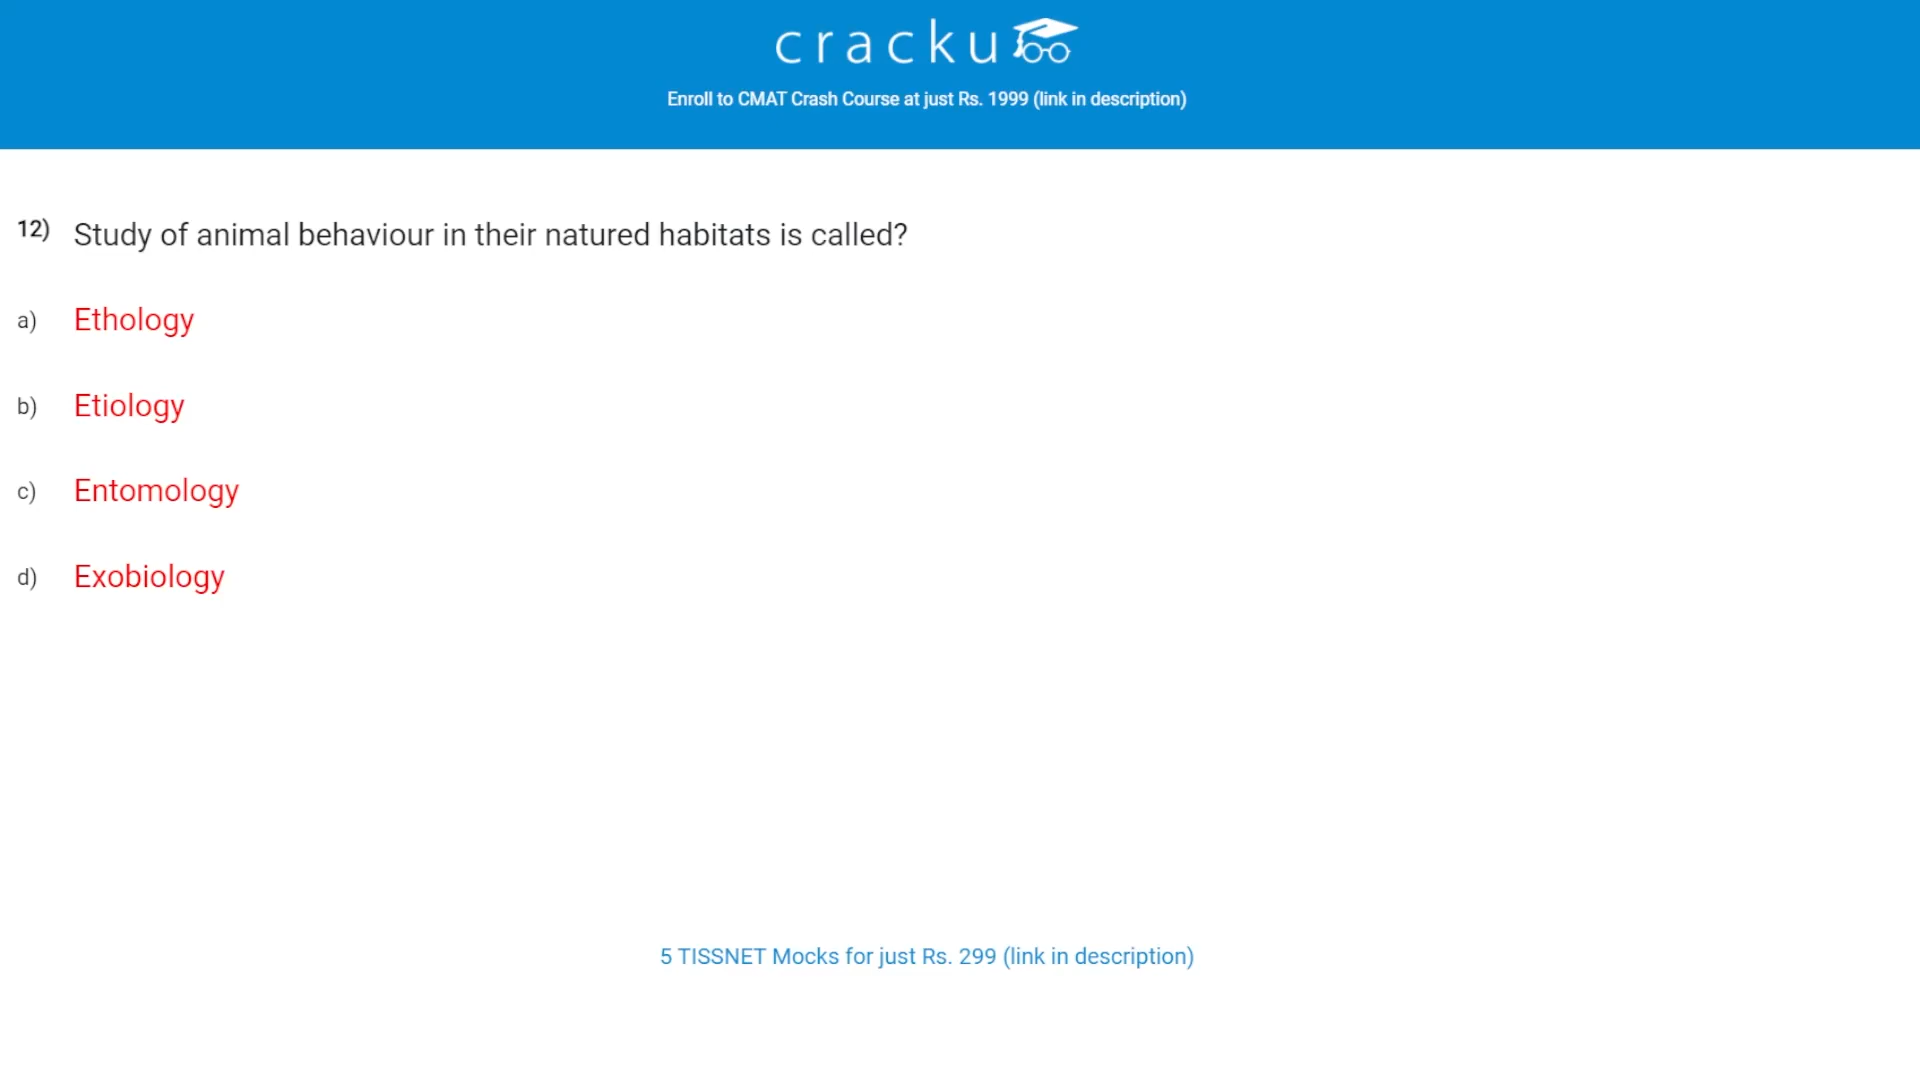 cracku
Enroll to CMAT Crash Course at just Rs. 1999 (link in description)
12) Study of animal behaviour in their natured habitats is called?
a) Ethology
b) Etiology
c) Entomology
d) Exobiology
5 TISSNET Mocks for just Rs. 299 (link in description)